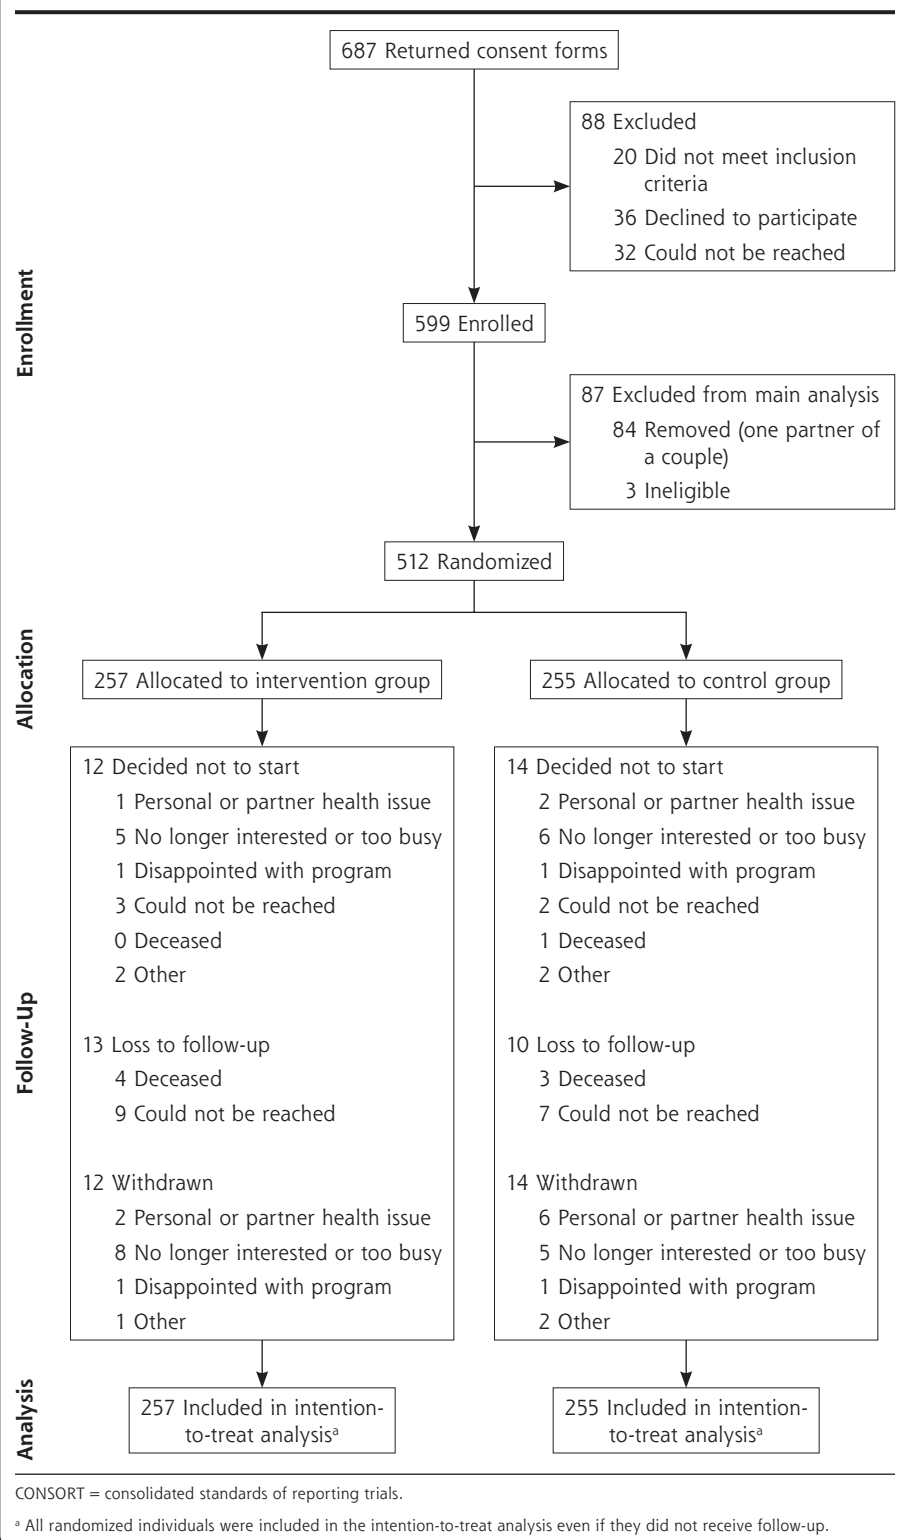 687 Returned consent forms
88 Excluded
20 Did not meet inclusion
criteria
36 Declined to participate
32 Could not be reached
Enrollment
599 Enrolled
87 Excluded from main analysis
84 Removed (one partner of
a couple)
3 Ineligible
512 Randomized
Allocation
257 Allocated to intervention group
255 Allocated to control group
Follow-Up
12 Decided not to start
1 Personal or partner health issue
5 No longer interested or too busy
1 Disappointed with program
3 Could not be reached
0 Deceased
2 Other
13 Loss to follow-up
4 Deceased
9 Could not be reached
12 Withdrawn
2 Personal or partner health issue
8 No longer interested or too busy
1 Disappointed with program
1 Other
14 Decided not to start
2 Personal or partner health issue
6 No longer interested or too busy
1 Disappointed with program
2 Could not be reached
1 Deceased
2 Other
10 Loss to follow-up
3 Deceased
7 Could not be reached
14 Withdrawn
6 Personal or partner health issue
5 No longer interested or too busy
1 Disappointed with program
2 Other
Analysis
257 Included in intention-
to-treat analysisᵃ
255 Included in intention-
to-treat analysisᵃ
CONSORT = consolidated standards of reporting trials.
ᵃ All randomized individuals were included in the intention-to-treat analysis even if they did not receive follow-up.